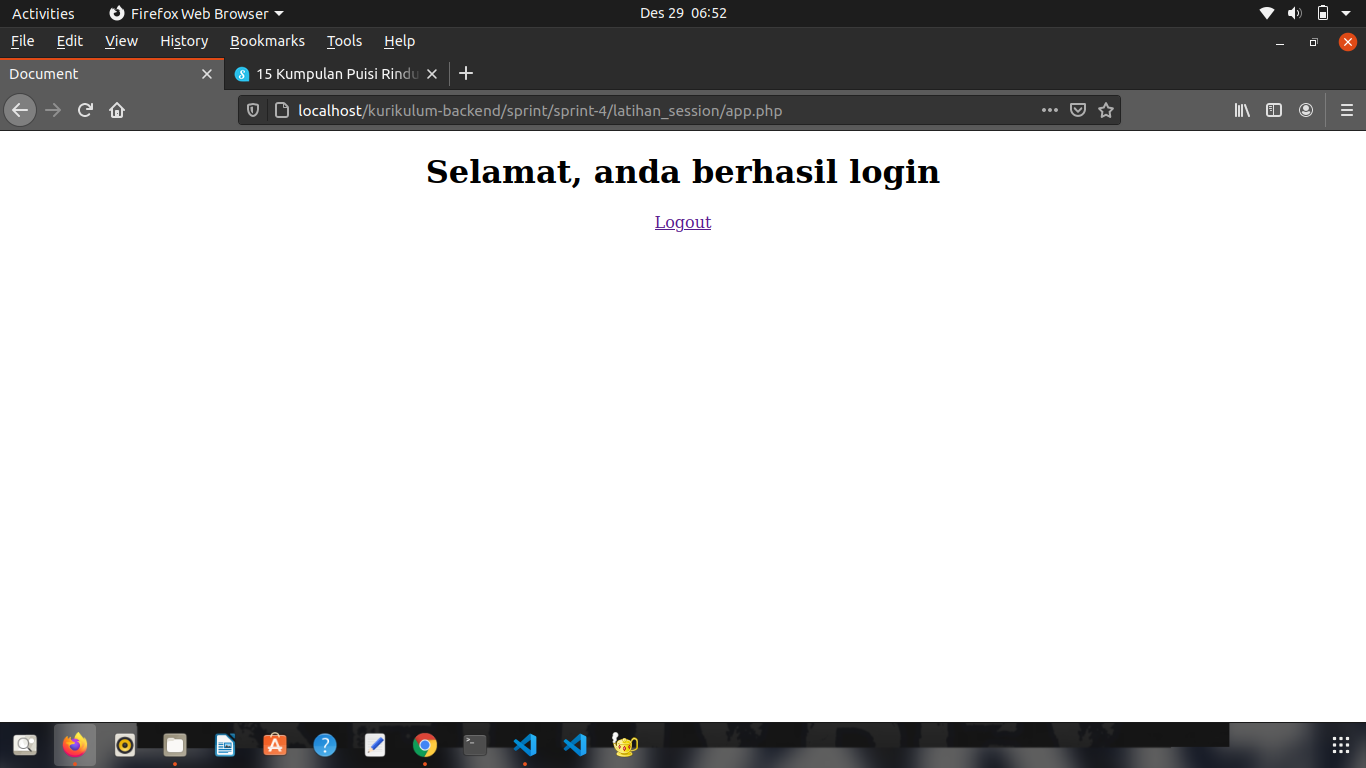 Activities Firefox Web Browser Des 29 06:52
File Edit View History Bookmarks Tools Help
Document 15 Kumpulan Puisi Rindu
localhost/kurikulum-backend/sprint/sprint-4/latihan_session/app.php
Selamat, anda berhasil login
Logout